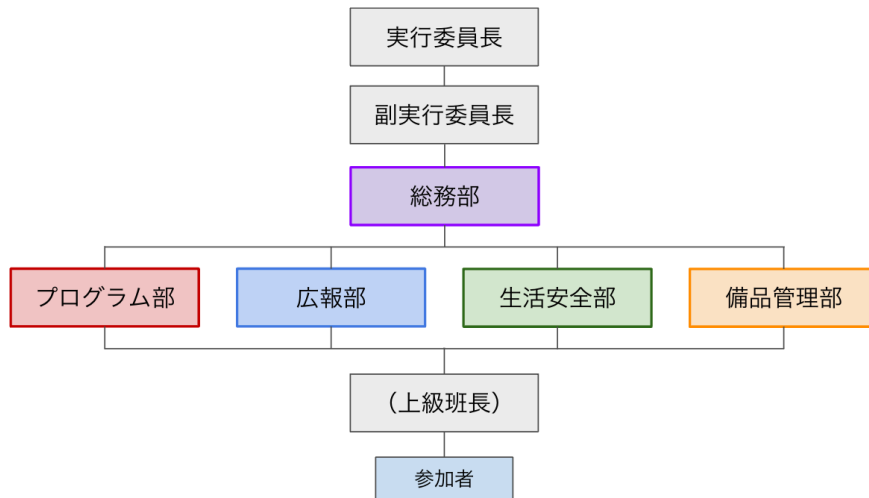 実行委員長
副実行委員長
総務部
プログラム部
広報部
生活安全部
備品管理部
（上級班長）
参加者